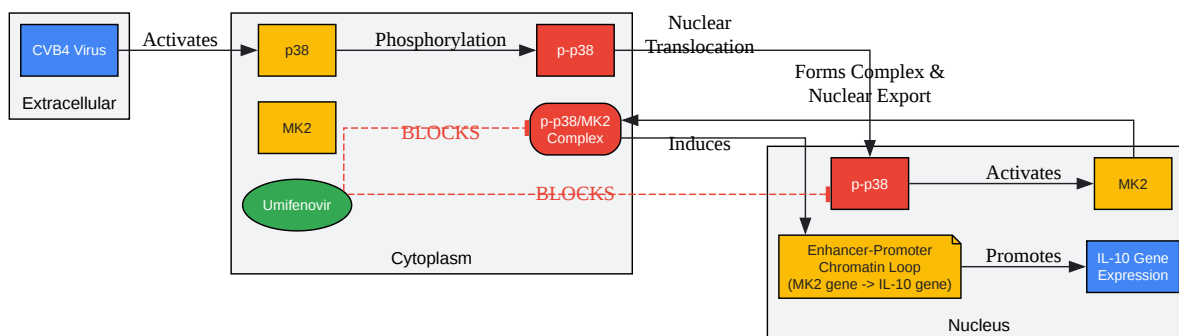 CVB4 Virus
Extracellular
Activates
p38
Phosphorylation
p-p38
Nuclear
Translocation
Forms Complex &
Nuclear Export
MK2
BLOCKS
p-p38/MK2
Complex
Induces
Umifenovir
BLOCKS
Cytoplasm
p-p38
Activates
MK2
Enhancer-Promoter
Chromatin Loop
(MK2 gene -> IL-10 gene)
Promotes
IL-10 Gene
Expression
Nucleus